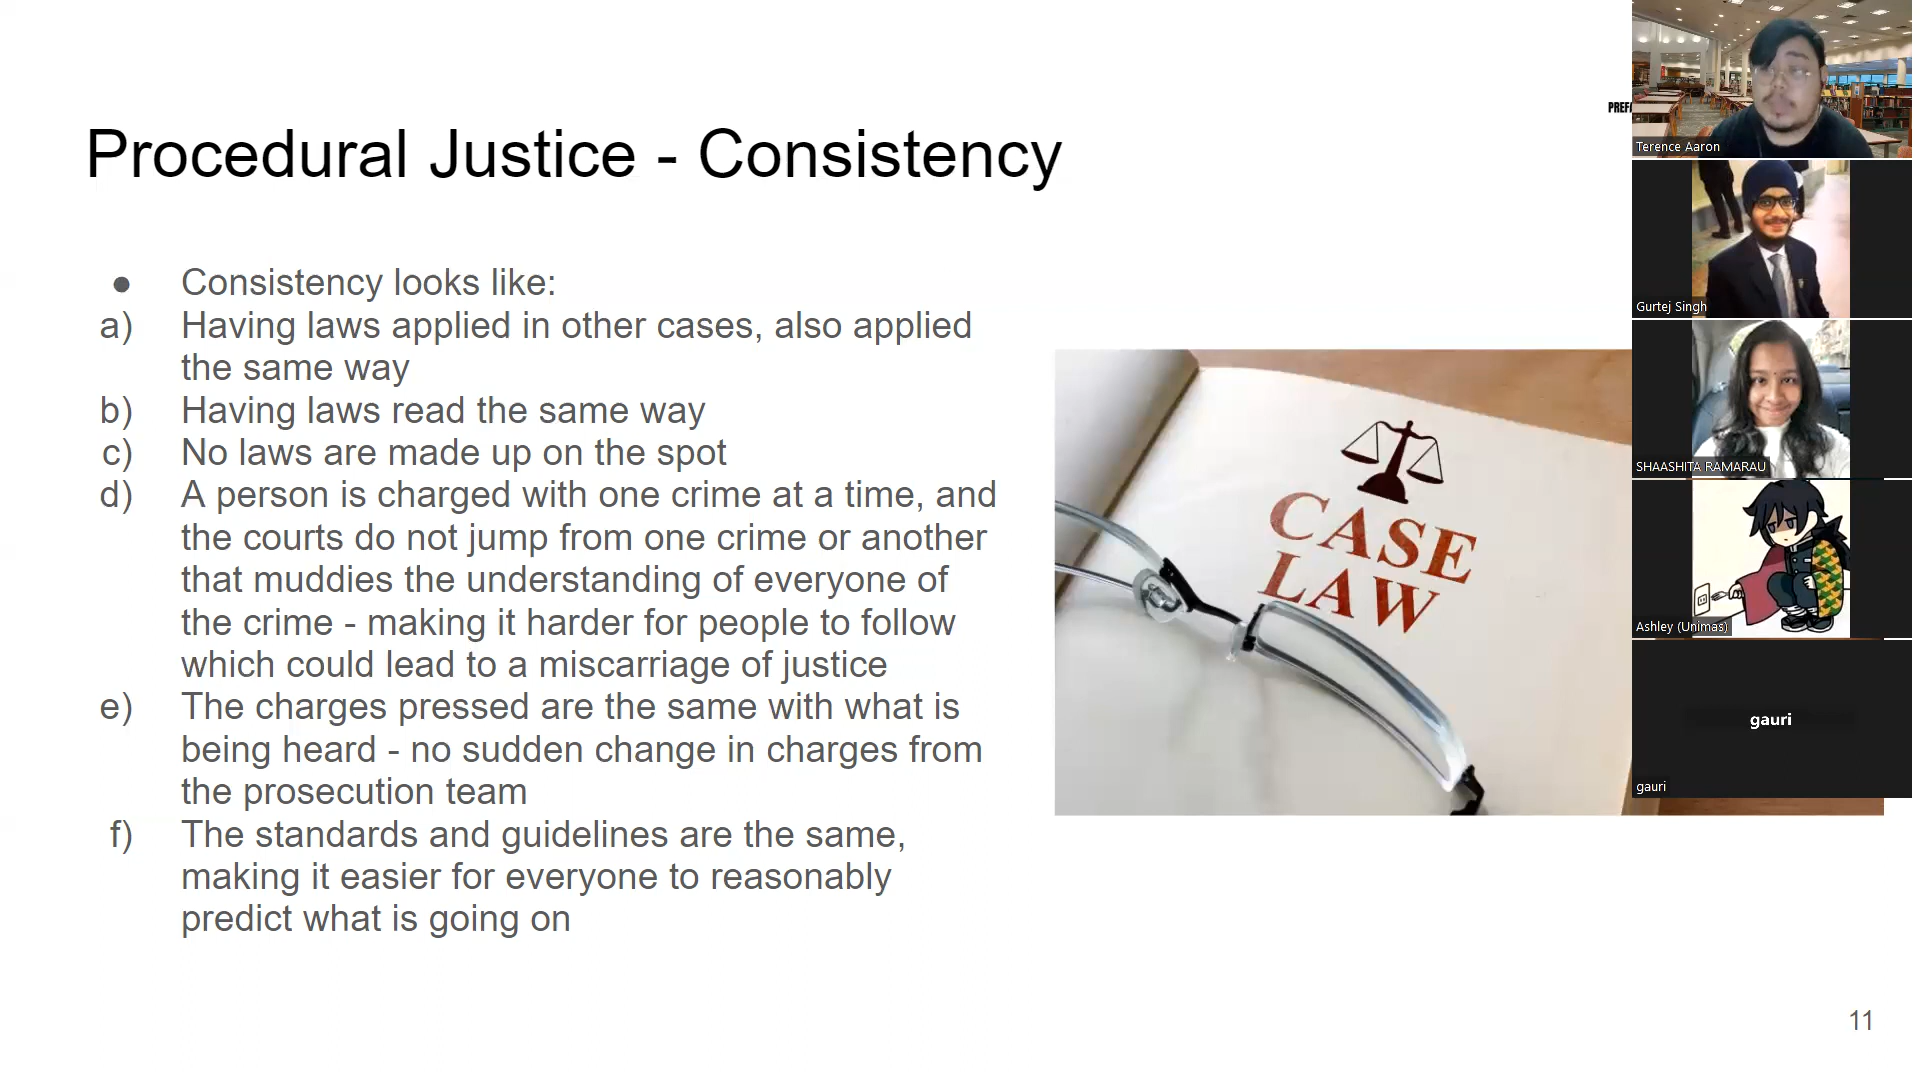 Procedural Justice - Consistency
● Consistency looks like:
a) Having laws applied in other cases, also applied
the same way
b) Having laws read the same way
c) No laws are made up on the spot
d) A person is charged with one crime at a time, and
the courts do not jump from one crime or another
that muddies the understanding of everyone of
the crime - making it harder for people to follow
which could lead to a miscarriage of justice
e) The charges pressed are the same with what is
being heard - no sudden change in charges from
the prosecution team
f) The standards and guidelines are the same,
making it easier for everyone to reasonably
predict what is going on
CASE
LAW
11
Terence Aaron
Gurtej Singh
SHAASHITA RAMARAU
Ashley (Unimas)
gauri
gauri